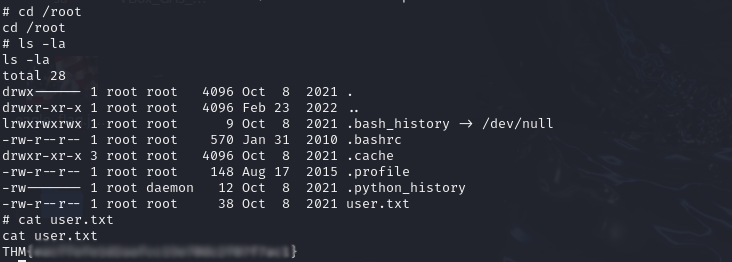 # cd /root
cd /root
# ls -la
ls -la
total 28
drwx------ 1 root root   4096 Oct  8  2021 .
drwxr-xr-x 1 root root   4096 Feb 23  2022 ..
lrwxrwxrwx 1 root root      9 Oct  8  2021 .bash_history -> /dev/null
-rw-r--r-- 1 root root    570 Jan 31  2010 .bashrc
drwxr-xr-x 3 root root   4096 Oct  8  2021 .cache
-rw-r--r-- 1 root root    148 Aug 17  2015 .profile
-rw------- 1 root daemon   12 Oct  8  2021 .python_history
-rw-r--r-- 1 root root     38 Oct  8  2021 user.txt
# cat user.txt
cat user.txt
THM{}